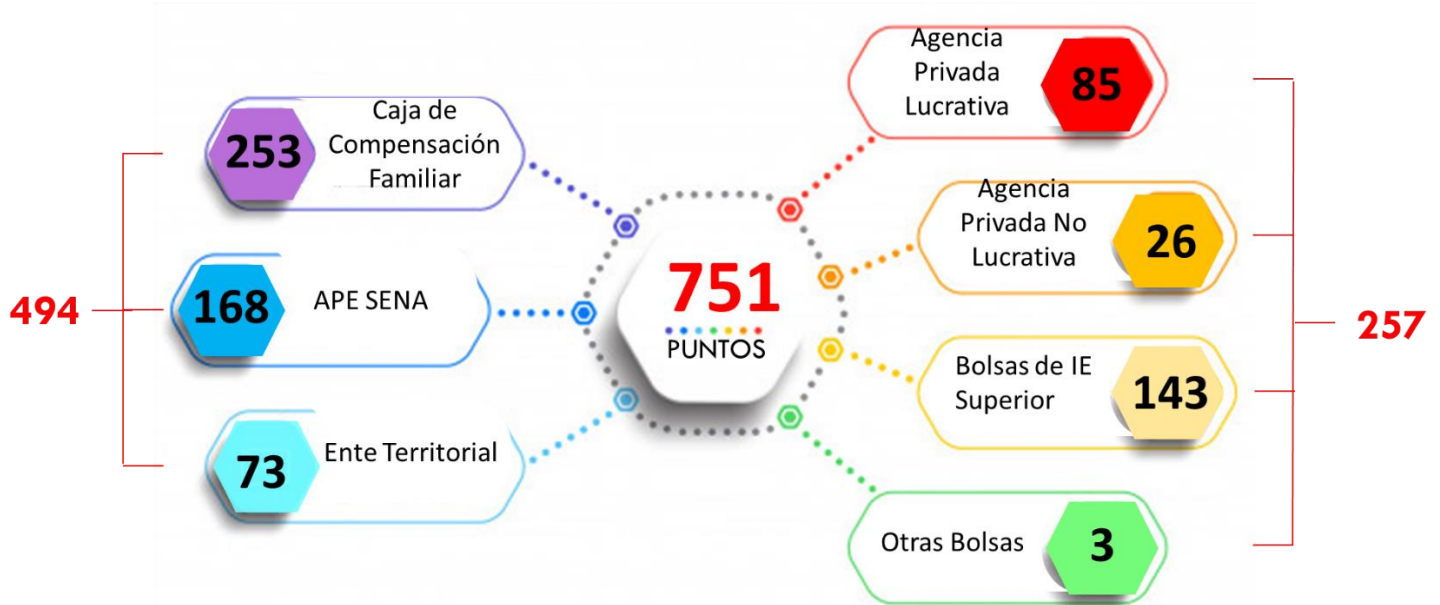 494
253
Caja de
Compensación
Familiar
168
APE SENA
73
Ente Territorial
751
PUNTOS
Agencia
Privada
Lucrativa
85
Agencia
Privada No
Lucrativa
26
Bolsas de IE
Superior
143
Otras Bolsas
3
257